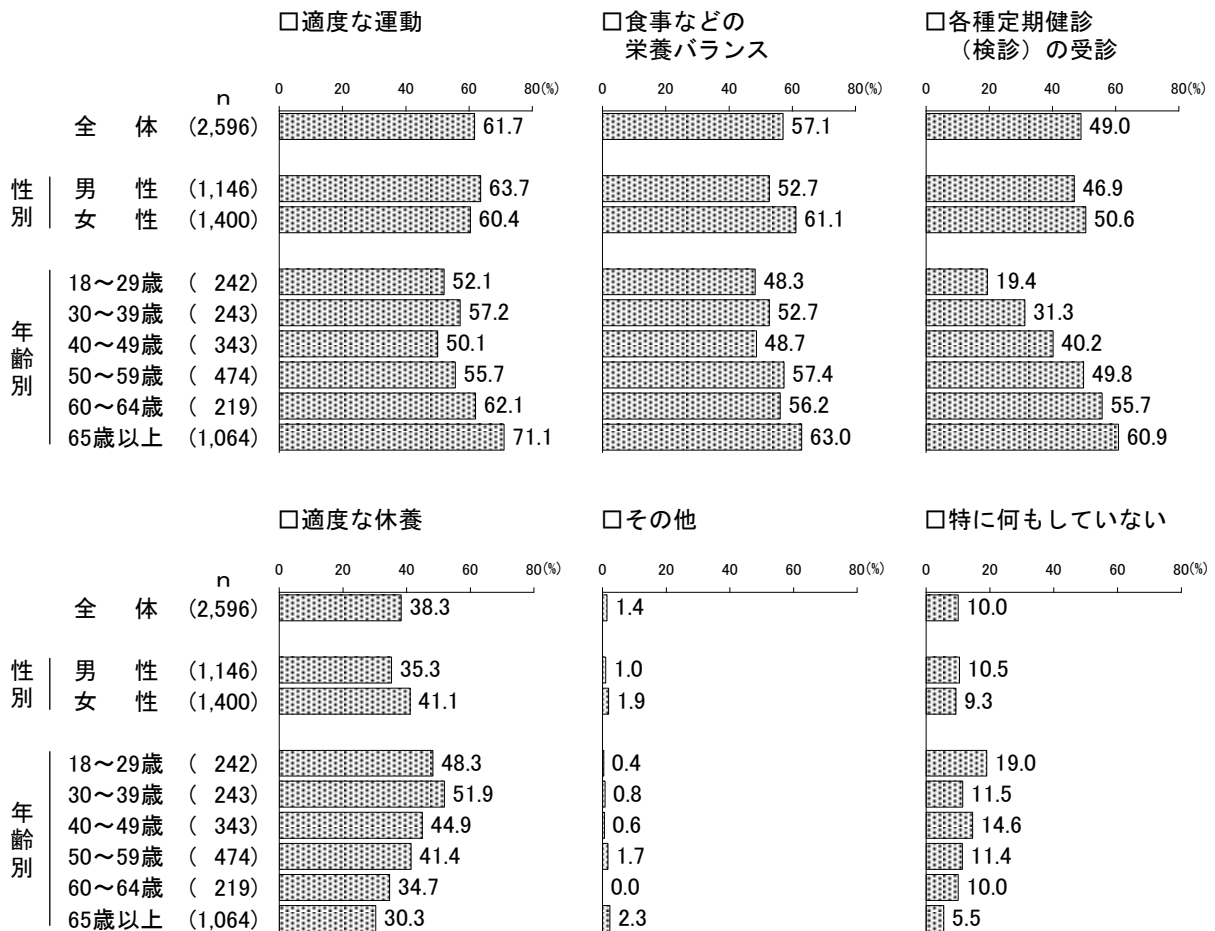 □適度な運動 □食事などの □各種定期健診
栄養バランス （検診）の受診
0 20 40 60 80(%) 0 20 40 60 80(%) 0 20 40 60 80(%)
n
全 体 (2,596) 61.7 57.1 49.0
性別
男 性 (1,146) 63.7 52.7 46.9
女 性 (1,400) 60.4 61.1 50.6
年齢別
18～29歳 ( 242) 52.1 48.3 19.4
30～39歳 ( 243) 57.2 52.7 31.3
40～49歳 ( 343) 50.1 48.7 40.2
50～59歳 ( 474) 55.7 57.4 49.8
60～64歳 ( 219) 62.1 56.2 55.7
65歳以上 (1,064) 71.1 63.0 60.9
□適度な休養 □その他 □特に何もしていない
0 20 40 60 80(%) 0 20 40 60 80(%) 0 20 40 60 80(%)
n
全 体 (2,596) 38.3 1.4 10.0
性別
男 性 (1,146) 35.3 1.0 10.5
女 性 (1,400) 41.1 1.9 9.3
年齢別
18～29歳 ( 242) 48.3 0.4 19.0
30～39歳 ( 243) 51.9 0.8 11.5
40～49歳 ( 343) 44.9 0.6 14.6
50～59歳 ( 474) 41.4 1.7 11.4
60～64歳 ( 219) 34.7 0.0 10.0
65歳以上 (1,064) 30.3 2.3 5.5